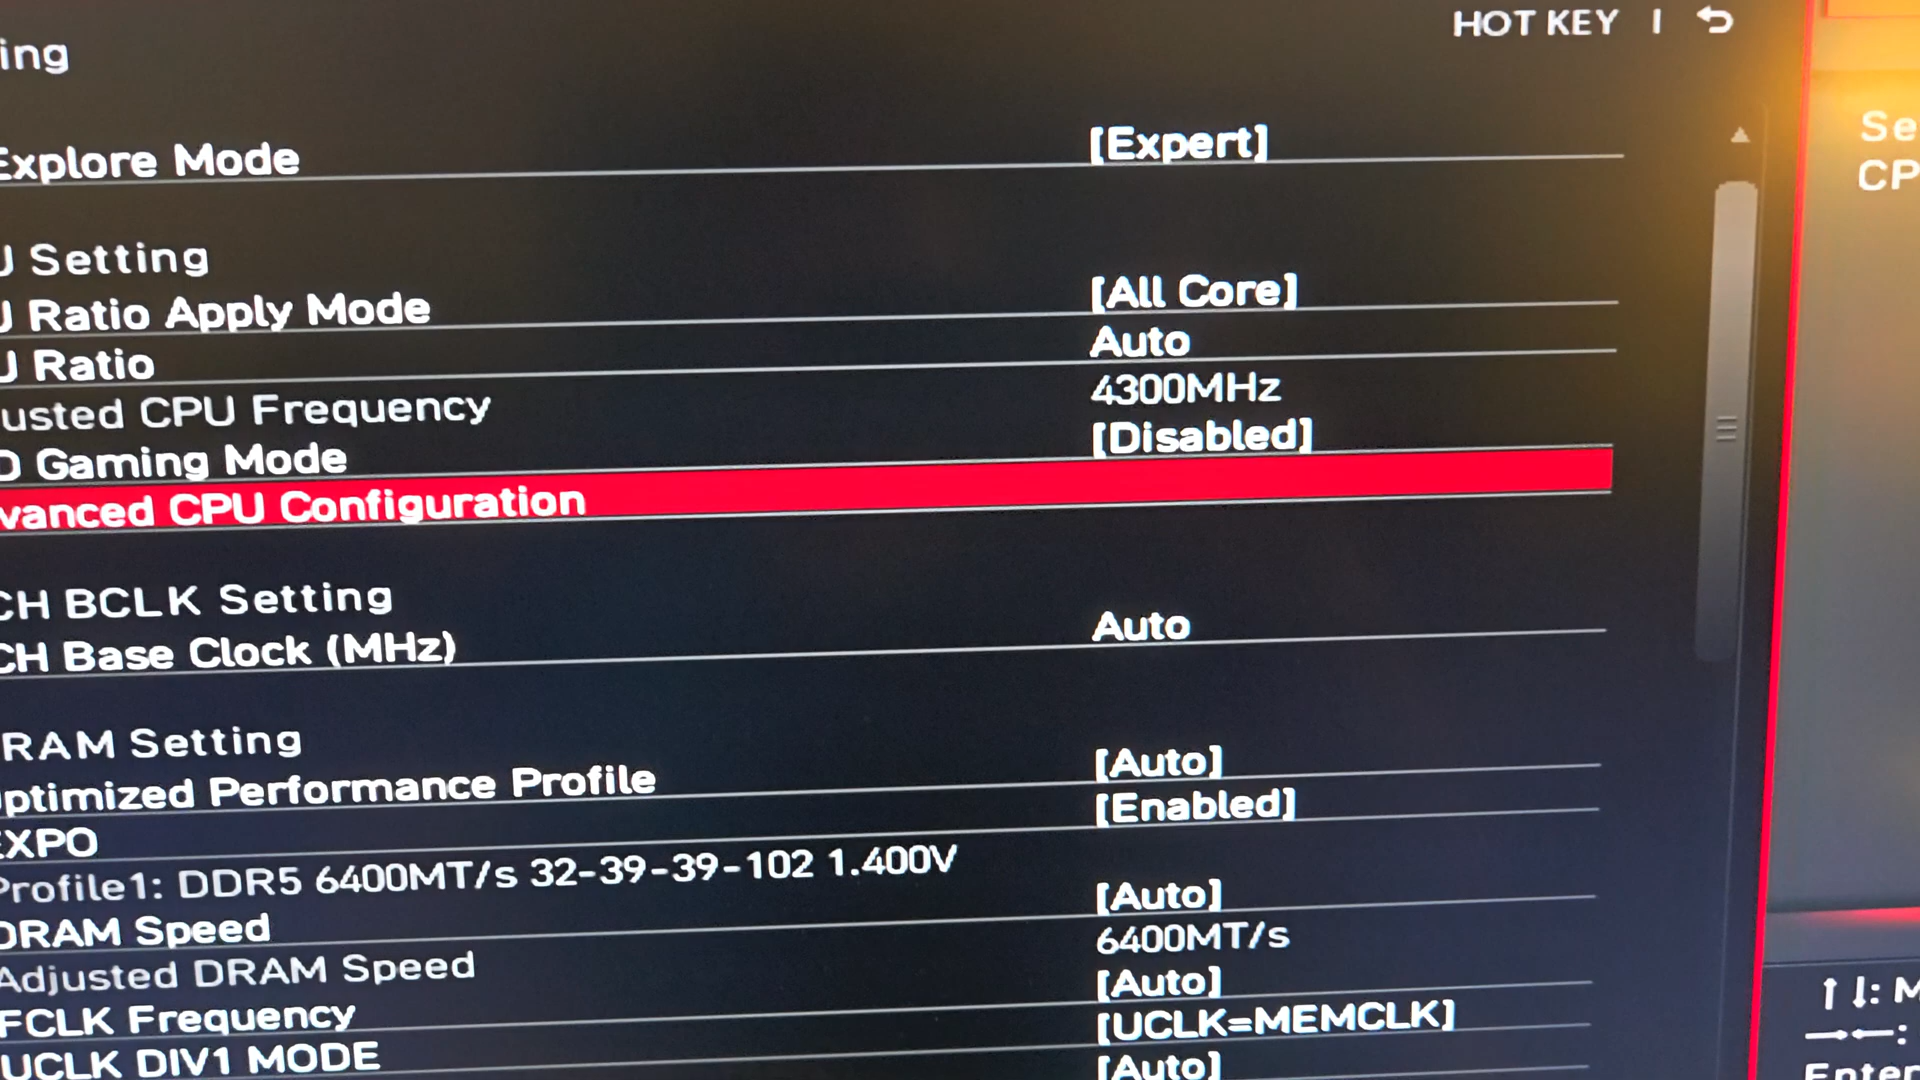 HOT KEY |
ing
Explore Mode [Expert]
U Setting
U Ratio Apply Mode [All Core]
U Ratio Auto
usted CPU Frequency 4300MHz
D Gaming Mode [Disabled]
vanced CPU Configuration
CH BCLK Setting
CH Base Clock (MHz) Auto
RAM Setting
ptimized Performance Profile [Auto]
EXPO [Enabled]
Profile1: DDR5 6400MT/s 32-39-39-102 1.400V
DRAM Speed [Auto]
Adjusted DRAM Speed 6400MT/s
FCLK Frequency [Auto]
UCLK DIV1 MODE [UCLK=MEMCLK]
[Auto]
Se
CP
↑↓: M
→←:
Enter